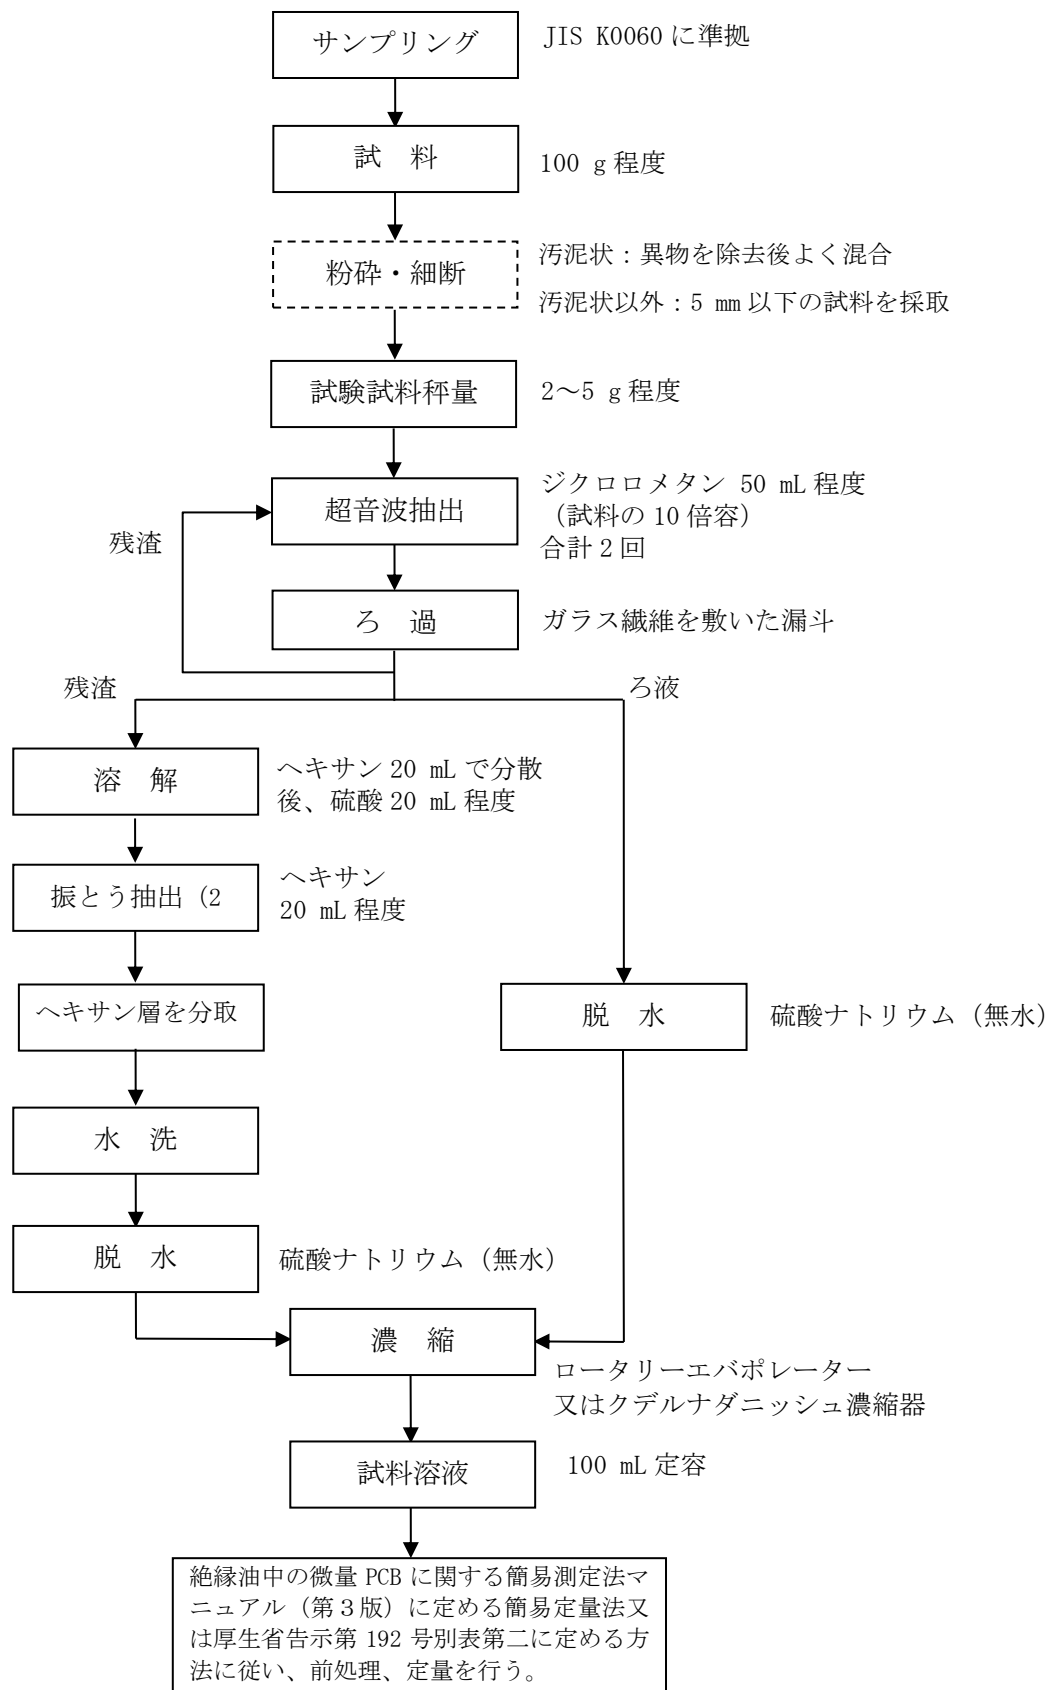 サンプリング
JIS K0060 に準拠
試 料
100 g 程度
粉砕・細断
汚泥状：異物を除去後よく混合
汚泥状以外：5 mm 以下の試料を採取
試験試料秤量
2～5 g 程度
超音波抽出
ジクロロメタン 50 mL 程度
（試料の 10 倍容）
合計 2 回
残渣
ろ 過
ガラス繊維を敷いた漏斗
残渣
ろ液
溶 解
ヘキサン 20 mL で分散
後、硫酸 20 mL 程度
振とう抽出（2
ヘキサン
20 mL 程度
ヘキサン層を分取
脱 水
硫酸ナトリウム（無水）
水 洗
脱 水
硫酸ナトリウム（無水）
濃 縮
ロータリーエバポレーター
又はクデルナダニッシュ濃縮器
試料溶液
100 mL 定容
絶縁油中の微量 PCB に関する簡易測定法マ
ニュアル（第３版）に定める簡易定量法又
は厚生省告示第 192 号別表第二に定める方
法に従い、前処理、定量を行う。